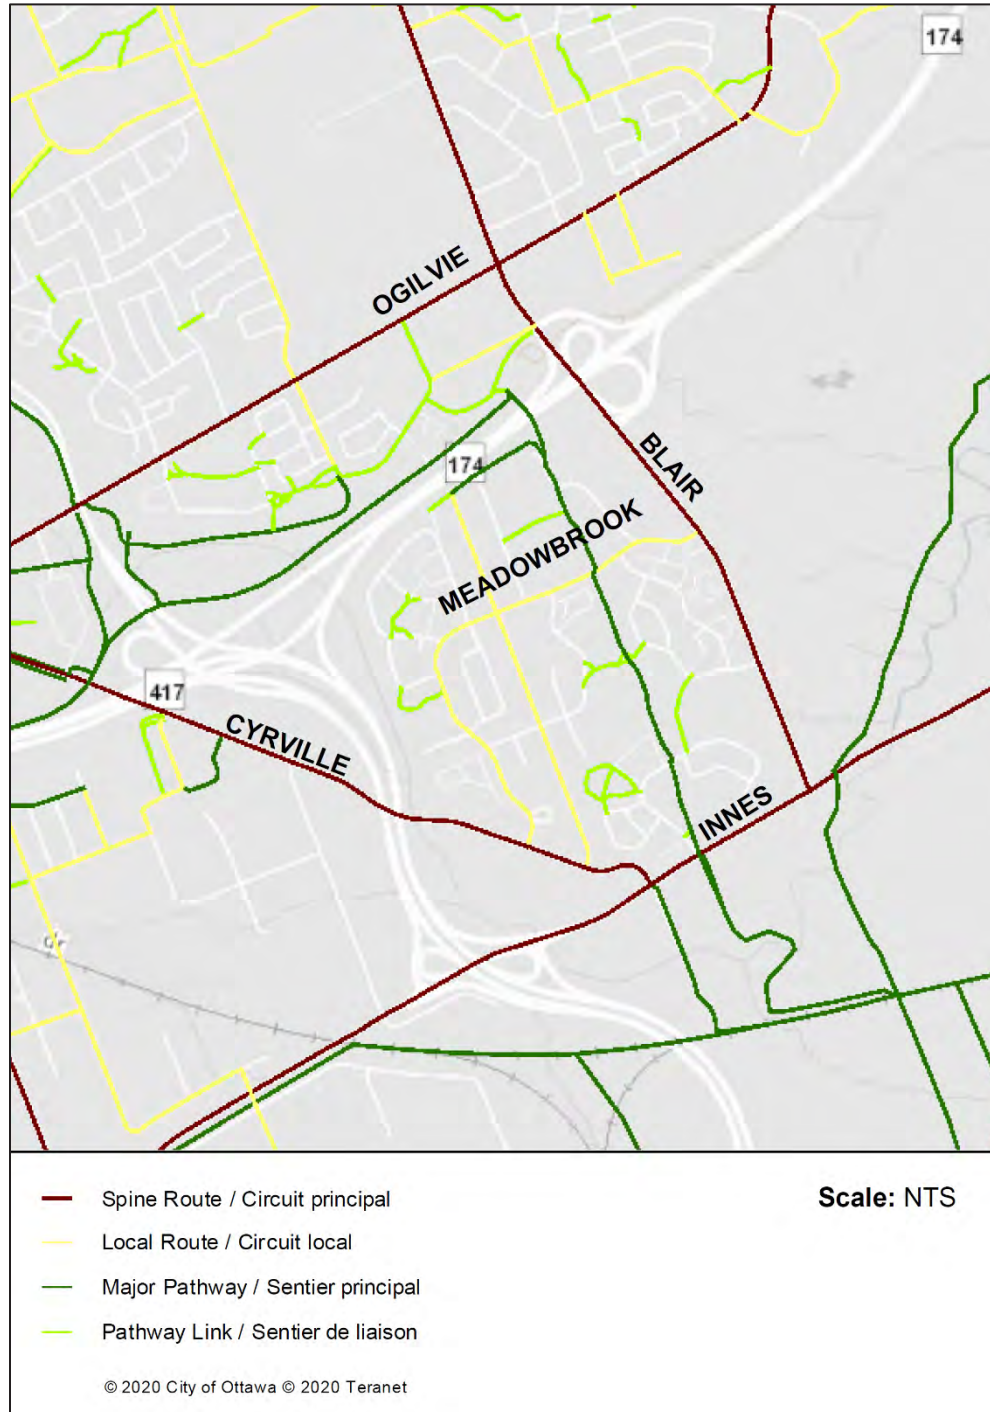 174
OGILVIE
BLAIR
174
MEADOWBROOK
417
CYRVILLE
INNES
Spine Route / Circuit principal
Scale: NTS
Local Route / Circuit local
Major Pathway / Sentier principal
Pathway Link / Sentier de liaison
© 2020 City of Ottawa © 2020 Teranet